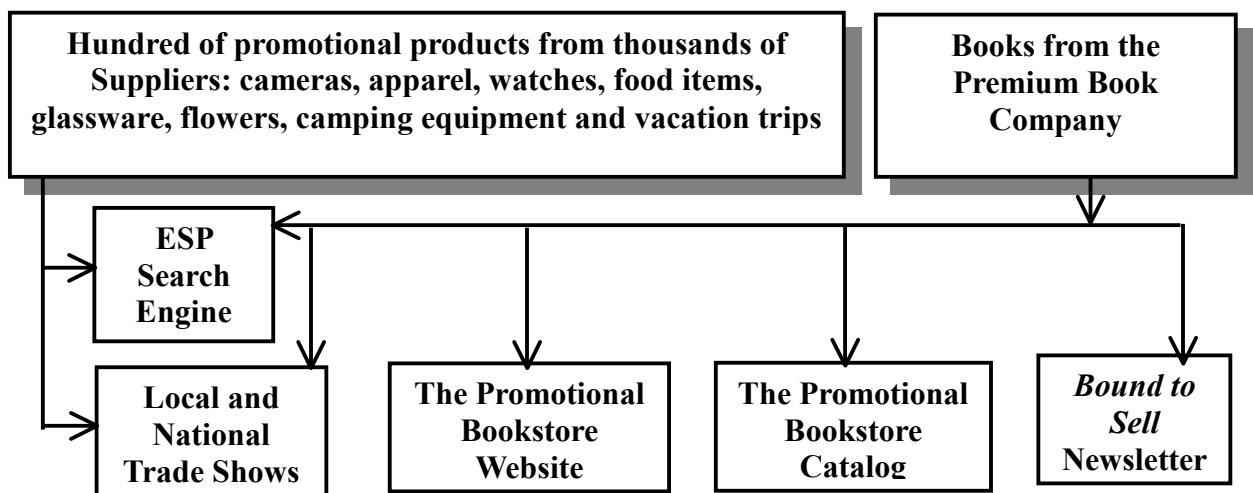 Hundred of promotional products from thousands of
Suppliers: cameras, apparel, watches, food items,
glassware, flowers, camping equipment and vacation trips
Books from the
Premium Book
Company
ESP
Search
Engine
Local and
National
Trade Shows
The Promotional
Bookstore
Website
The Promotional
Bookstore
Catalog
Bound to
Sell
Newsletter